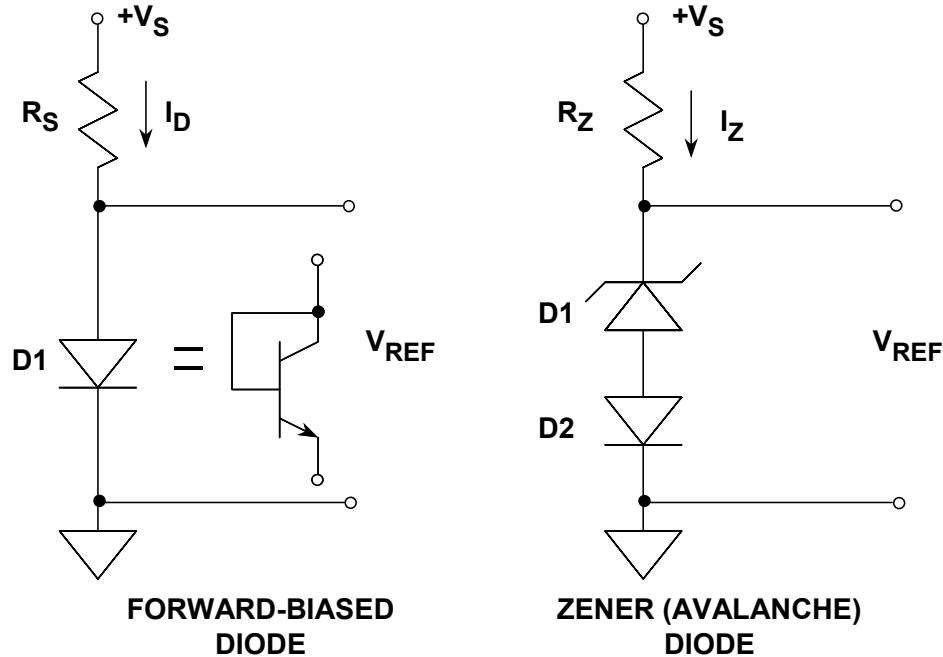 +VS
RS
ID
D1
=
VREF
FORWARD-BIASED
DIODE
+VS
RZ
IZ
D1
D2
VREF
ZENER (AVALANCHE)
DIODE